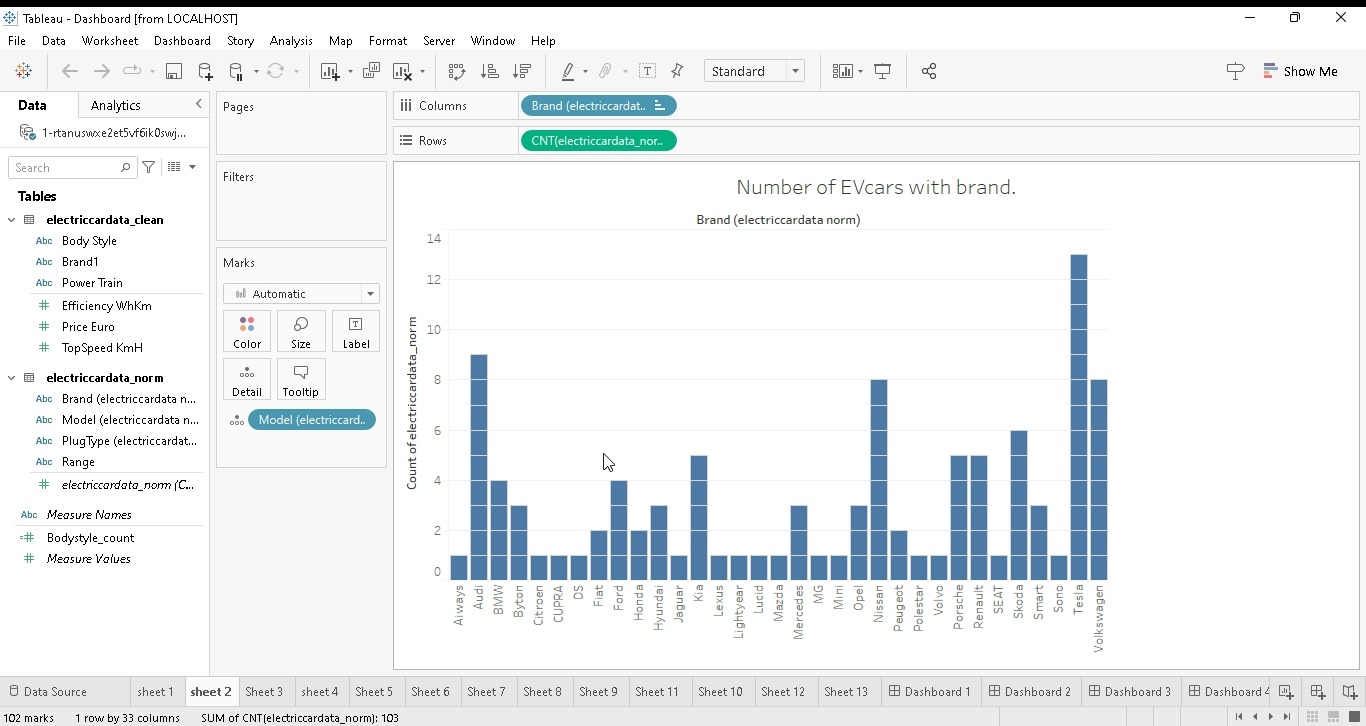 Tableau - Dashboard [from LOCALHOST]
File Data Worksheet Dashboard Story Analysis Map Format Server Window Help
Standard
Show Me
Data Analytics
1-rtanuswxe2et5vf6ik0swj...
Search
Tables
electriccardata_clean
Abc Body Style
Abc Brand1
Abc Power Train
# Efficiency WhKm
# Price Euro
# TopSpeed KmH
electriccardata_norm
Abc Brand (electriccardata n...
Abc Model (electriccardata n...
Abc PlugType (electriccardat...
Abc Range
# electriccardata_norm (C...
Abc Measure Names
=# Bodystyle_count
# Measure Values
Pages
Filters
Marks
Automatic
Color Size Label
Detail Tooltip
Model (electriccard..
Columns Brand (electriccardat..
Rows CNT(electriccardata_nor..
Number of EVcars with brand.
Brand (electriccardata norm)
Count of electriccardata_norm
14
12
10
8
6
4
2
0
Aiways
Audi
BMW
Byton
Citroen
CUPRA
DS
Fiat
Ford
Honda
Hyundai
Jaguar
Kia
Lexus
Lightyear
Lucid
Mazda
Mercedes
MG
Mini
Opel
Nissan
Peugeot
Polestar
Volvo
Porsche
Renault
SEAT
Skoda
Smart
Sono
Tesla
Volkswagen
Data Source sheet 1 sheet 2 Sheet 3 sheet 4 Sheet 5 Sheet 6 Sheet 7 Sheet 8 Sheet 9 Sheet 11 Sheet 10 Sheet 12 Sheet 13 Dashboard 1 Dashboard 2 Dashboard 3 Dashboard 4
102 marks 1 row by 33 columns SUM of CNT(electriccardata_norm): 103